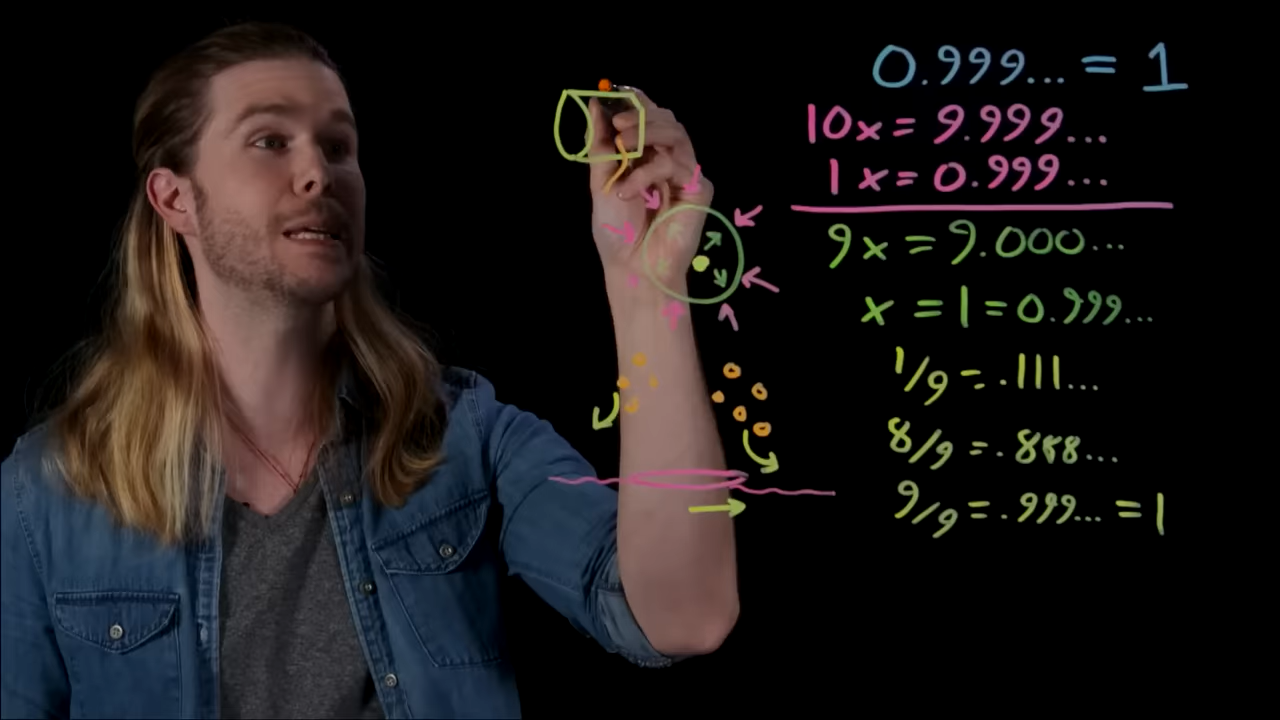 0.999... = 1
10x = 9.999...
1x = 0.999...
9x = 9.000...
x = 1 = 0.999...
1/9 = .111...
8/9 = .888...
9/9 = .999... = 1